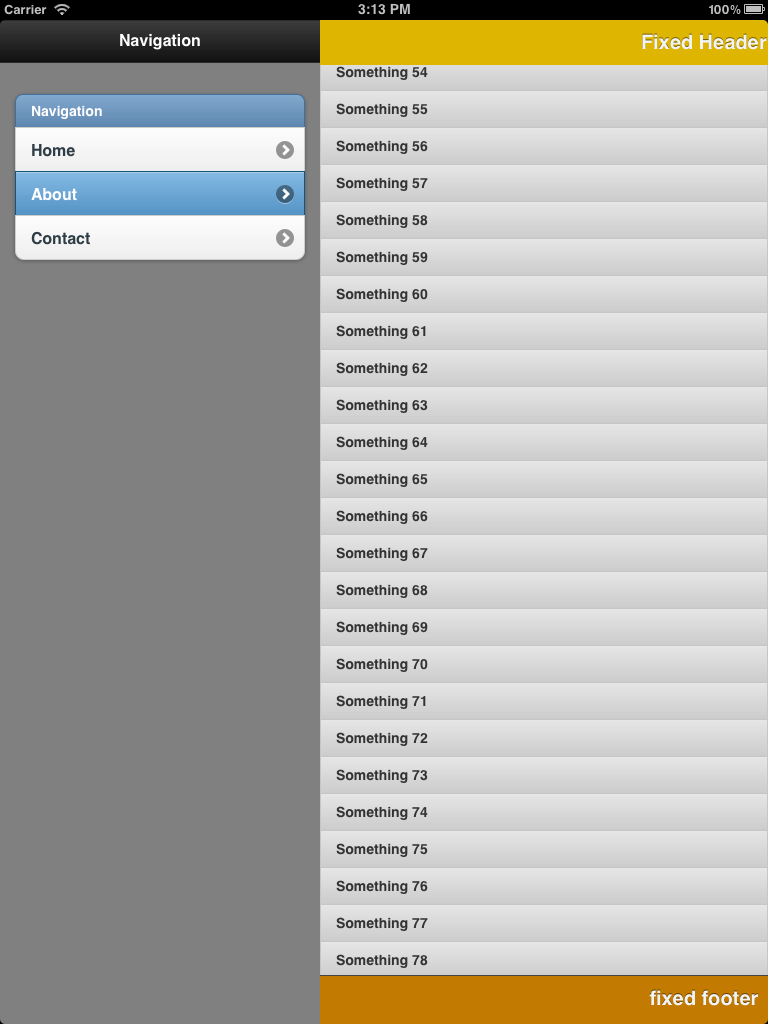 Carrier 3:13 PM 100%
Navigation
Navigation
Home
About
Contact
Fixed Header
Something 54
Something 55
Something 56
Something 57
Something 58
Something 59
Something 60
Something 61
Something 62
Something 63
Something 64
Something 65
Something 66
Something 67
Something 68
Something 69
Something 70
Something 71
Something 72
Something 73
Something 74
Something 75
Something 76
Something 77
Something 78
fixed footer